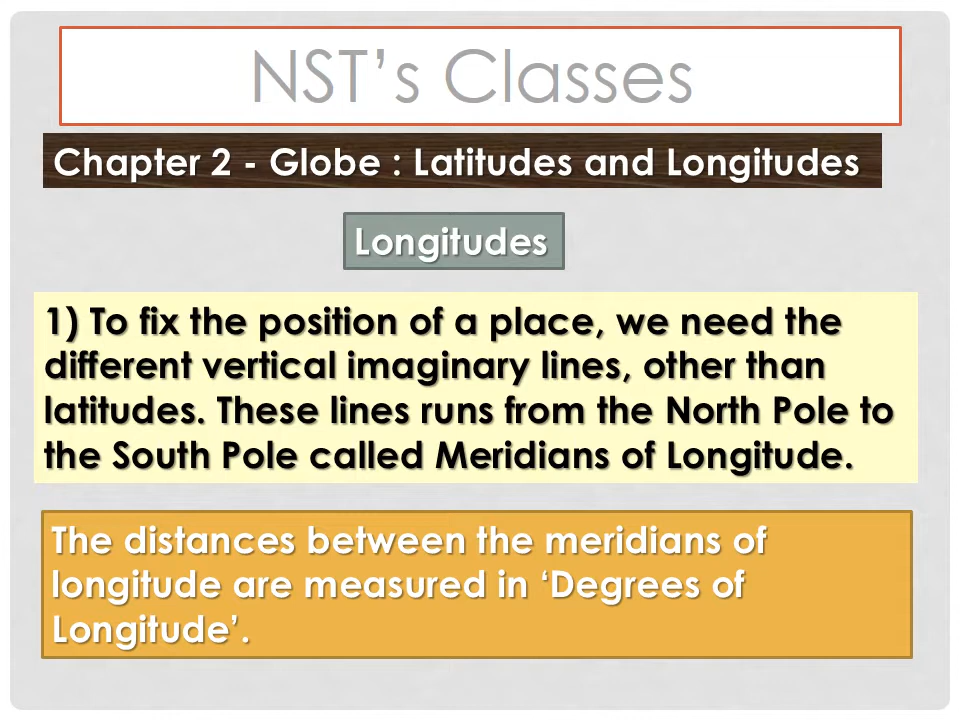 NST's Classes
Chapter 2 - Globe : Latitudes and Longitudes
Longitudes
1) To fix the position of a place, we need the
different vertical imaginary lines, other than
latitudes. These lines runs from the North Pole to
the South Pole called Meridians of Longitude.
The distances between the meridians of
longitude are measured in ‘Degrees of
Longitude’.